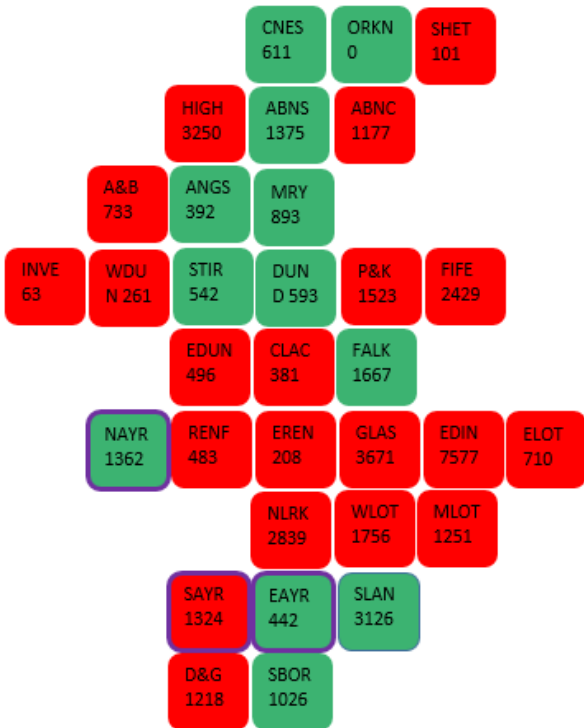 CNES
611
ORKN
0
SHET
101
HIGH
3250
ABNS
1375
ABNC
1177
A&B
733
ANGS
392
MRY
893
INVE
63
WDU
N 261
STIR
542
DUN
D 593
P&K
1523
FIFE
2429
EDUN
496
CLAC
381
FALK
1667
NAYR
1362
RENF
483
EREN
208
GLAS
3671
EDIN
7577
ELOT
710
NLRK
2839
WLOT
1756
MLOT
1251
SAYR
1324
EAYR
442
SLAN
3126
D&G
1218
SBOR
1026